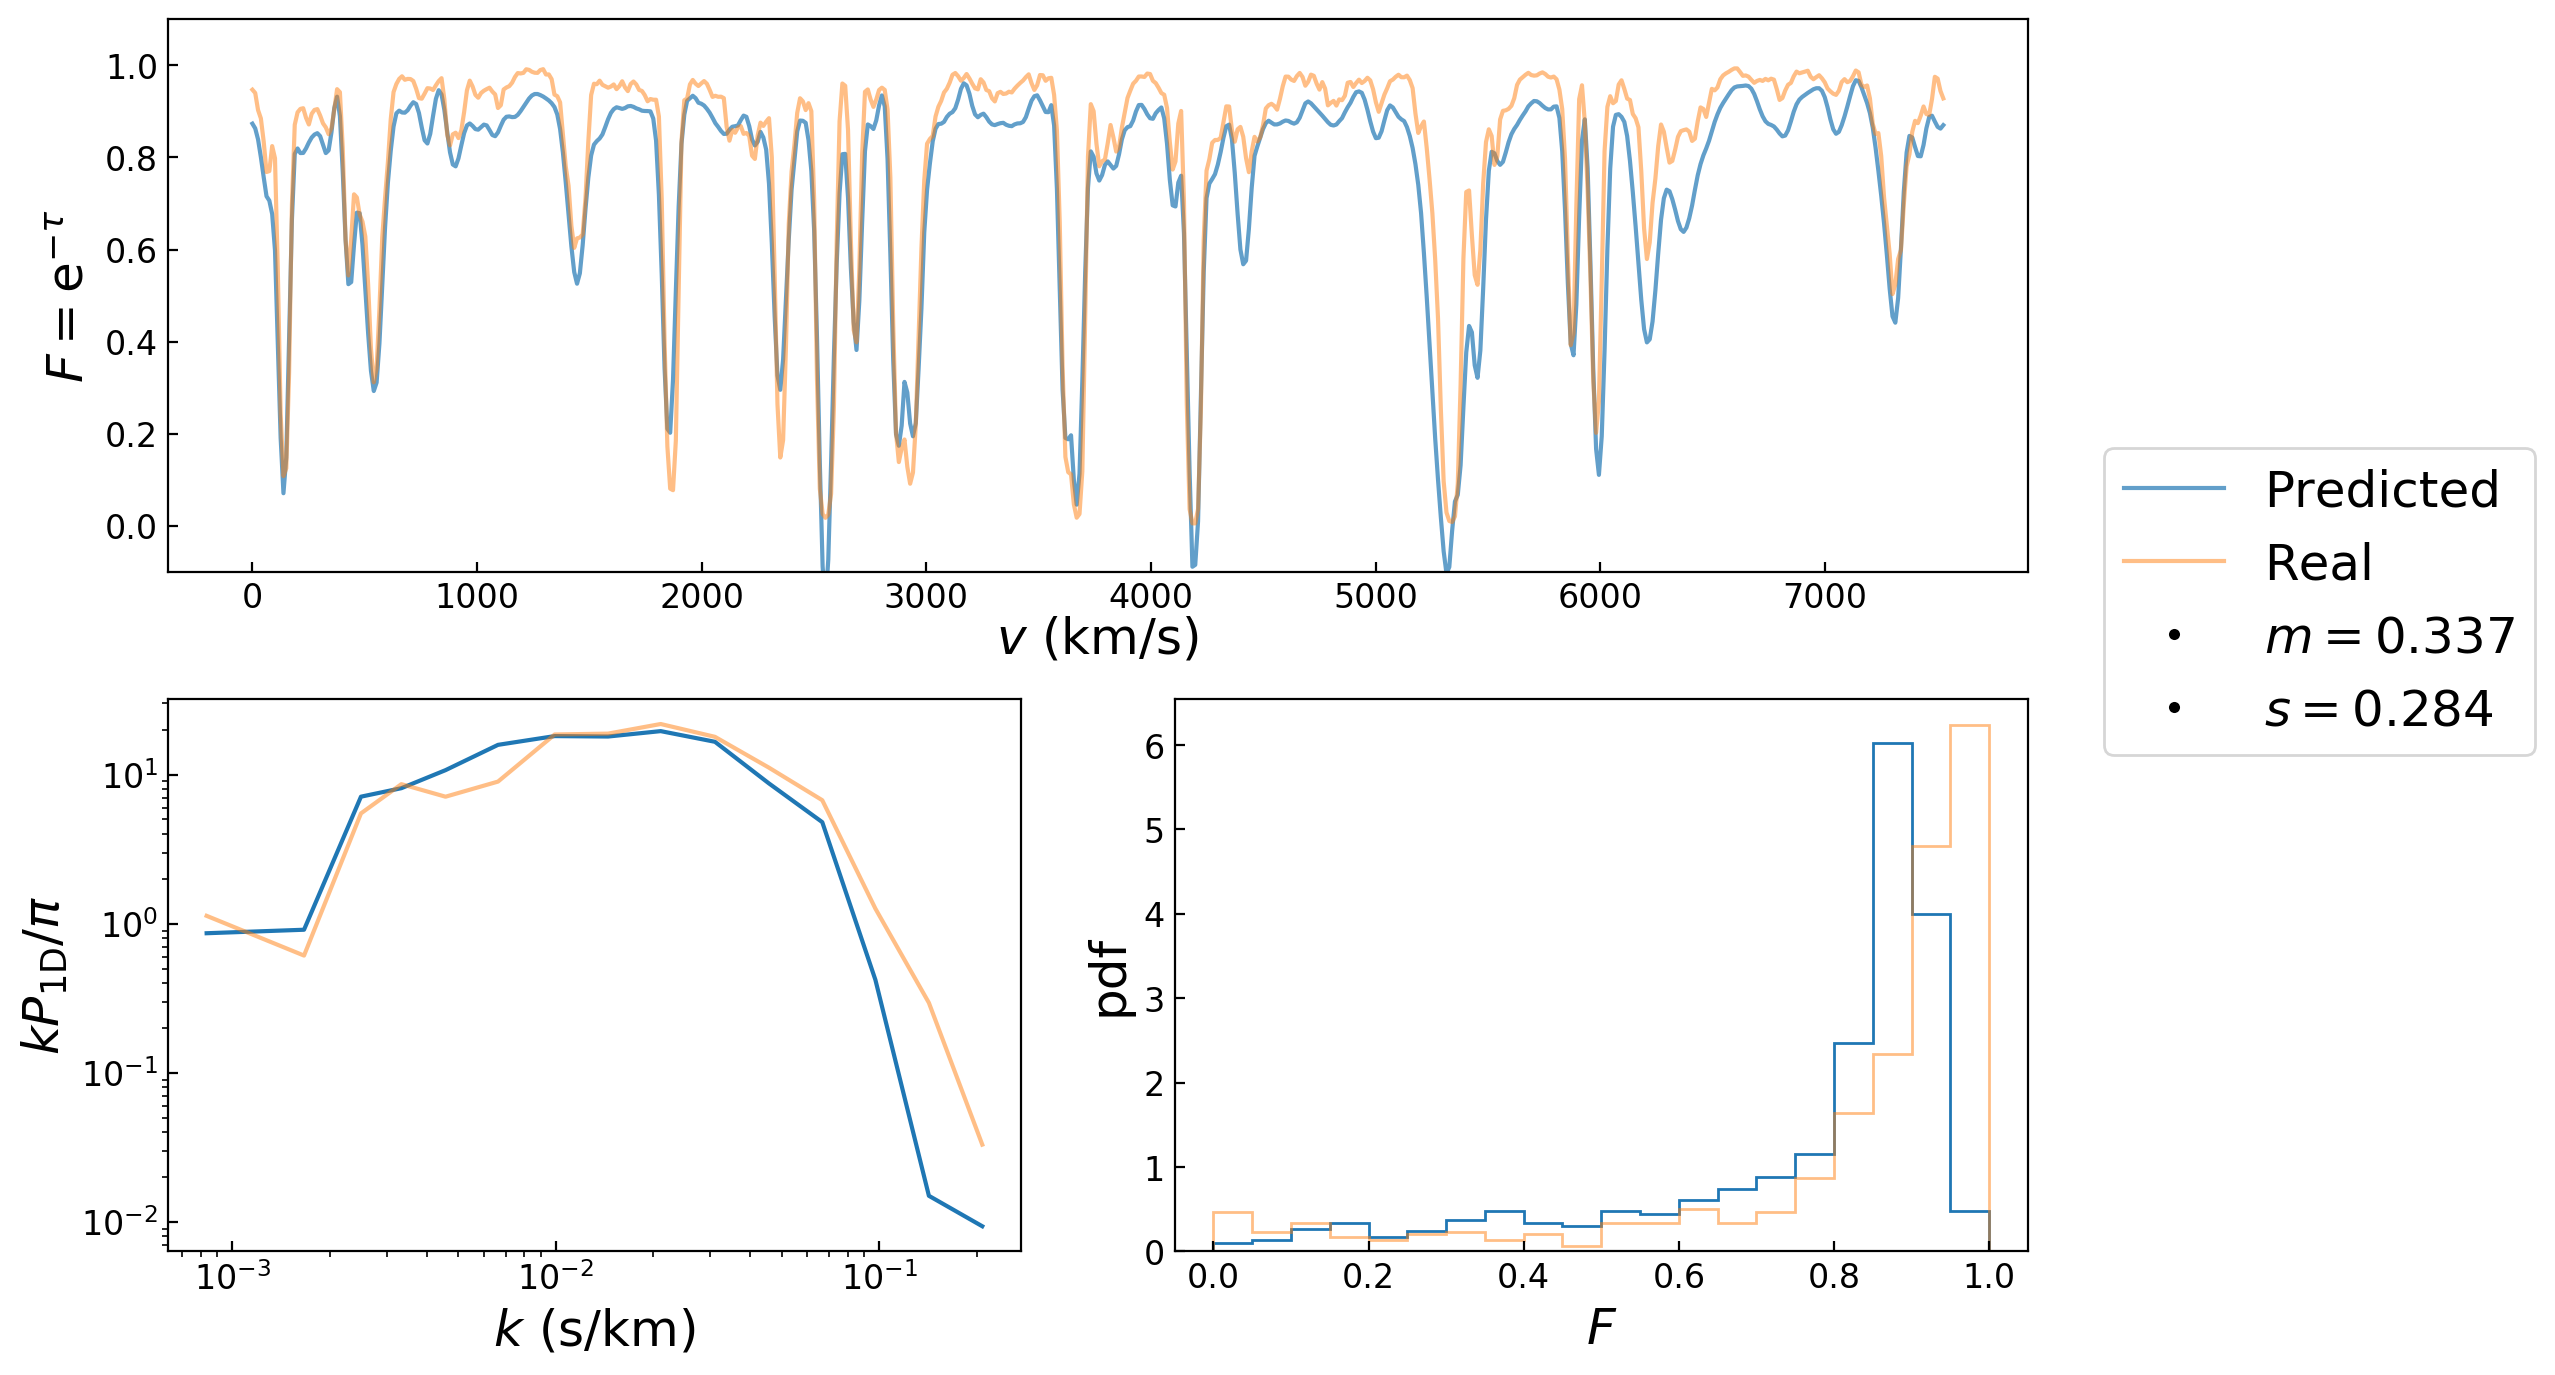 F = e^{−τ}
1.0
0.8
0.6
0.4
0.2
0.0
0 1000 2000 3000 4000 5000 6000 7000
v (km/s)
Predicted
Real
m = 0.337
s = 0.284
kP_{1D}/π
10^1
10^0
10^{−1}
10^{−2}
10^{−3} 10^{−2} 10^{−1}
k (s/km)
pdf
6
5
4
3
2
1
0
0.0 0.2 0.4 0.6 0.8 1.0
F